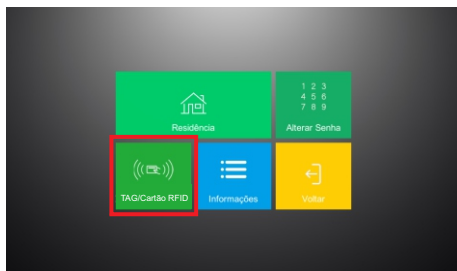 1 2 3
4 5 6
7 8 9
Residência
Alterar Senha
TAG/Cartão RFID
Informações
Voltar